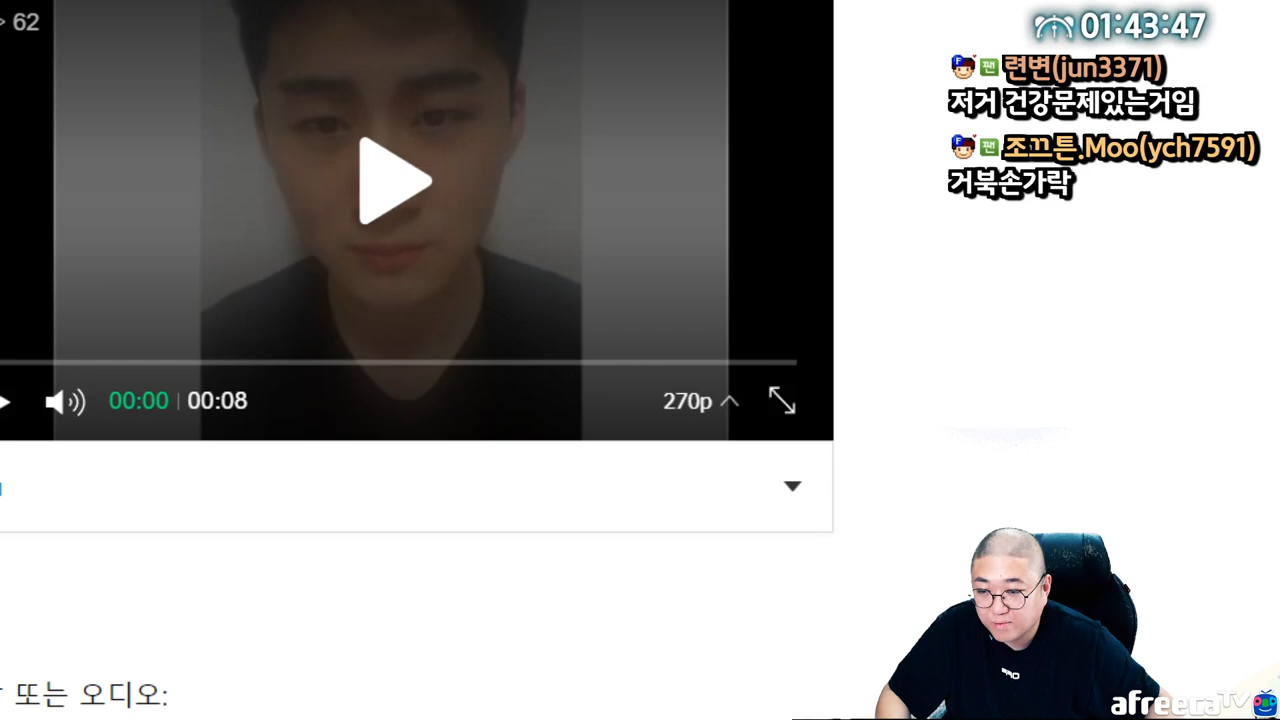 62
01:43:47
팬 련변(jun3371)
저거 건강문제있는거임
팬 조끄튼.Moo(ych7591)
거북손가락
00:00 | 00:08
270p
또는 오디오:
afreecaTV